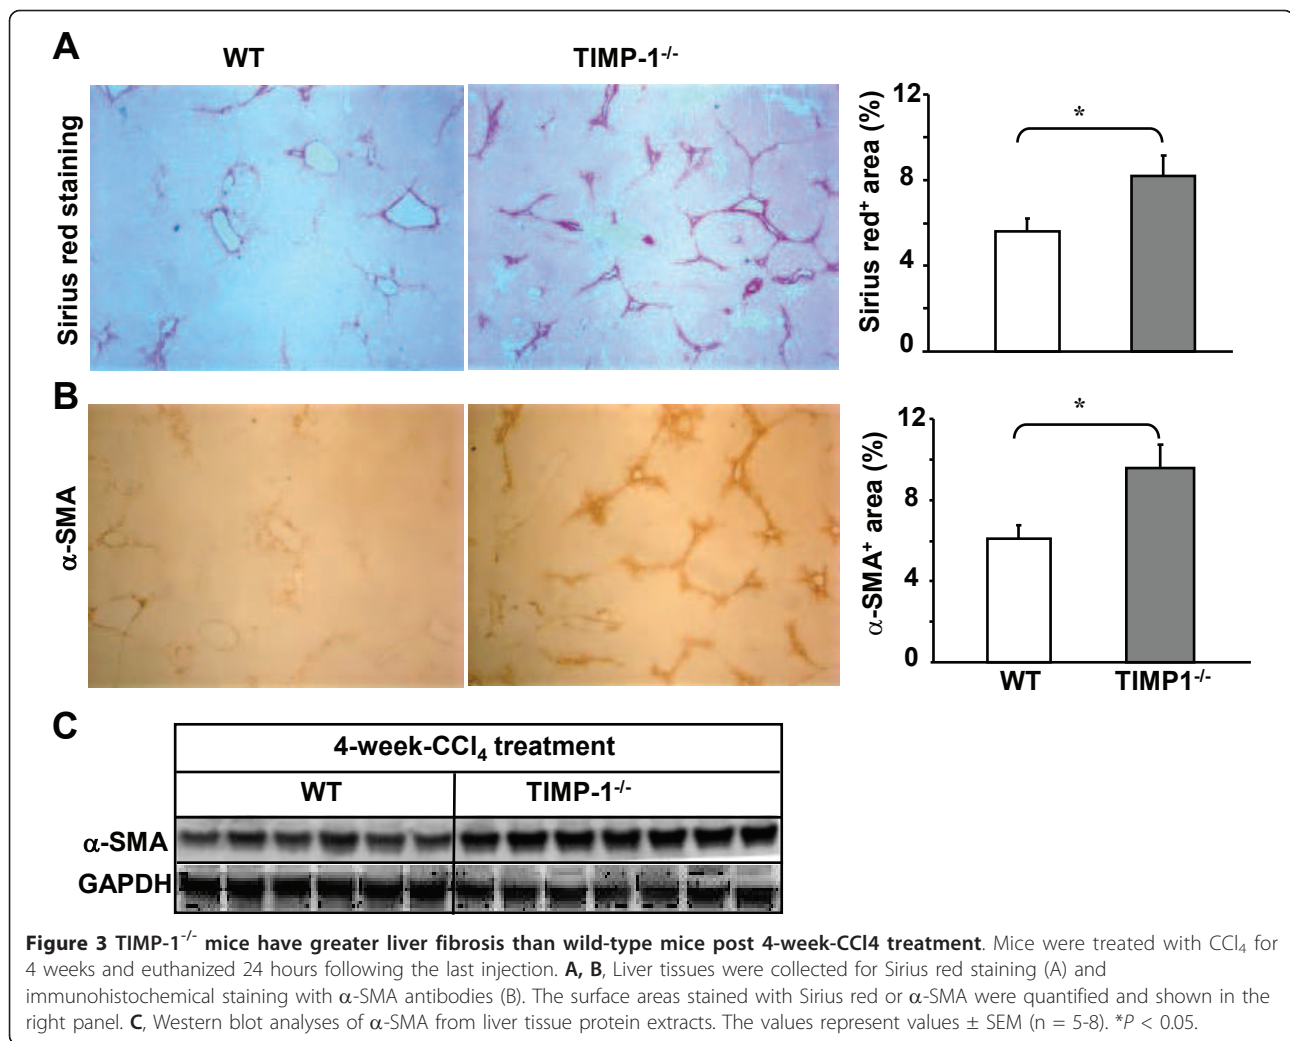 A
WT
TIMP-1-/-
Sirius red staining
12
8
4
0
Sirius red+ area (%)
*
B
α-SMA
12
8
4
0
α-SMA+ area (%)
*
WT
TIMP1-/-
C
4-week-CCl4 treatment
WT
TIMP-1-/-
α-SMA
GAPDH
Figure 3 TIMP-1-/- mice have greater liver fibrosis than wild-type mice post 4-week-CCl4 treatment. Mice were treated with CCl4 for
4 weeks and euthanized 24 hours following the last injection. A, B, Liver tissues were collected for Sirius red staining (A) and
immunohistochemical staining with α-SMA antibodies (B). The surface areas stained with Sirius red or α-SMA were quantified and shown in the
right panel. C, Western blot analyses of α-SMA from liver tissue protein extracts. The values represent values ± SEM (n = 5-8). *P < 0.05.